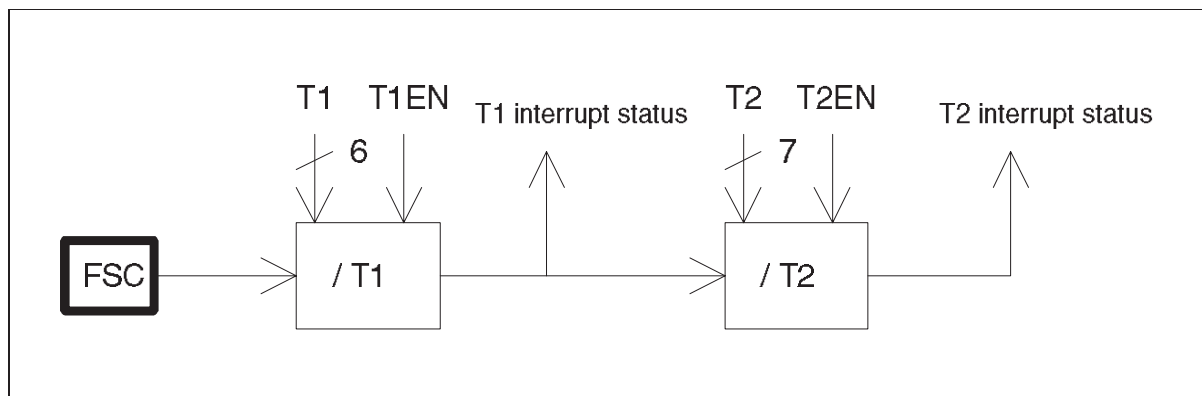 T1 T1EN T1 interrupt status T2 T2EN T2 interrupt status
6 7
FSC / T1 / T2